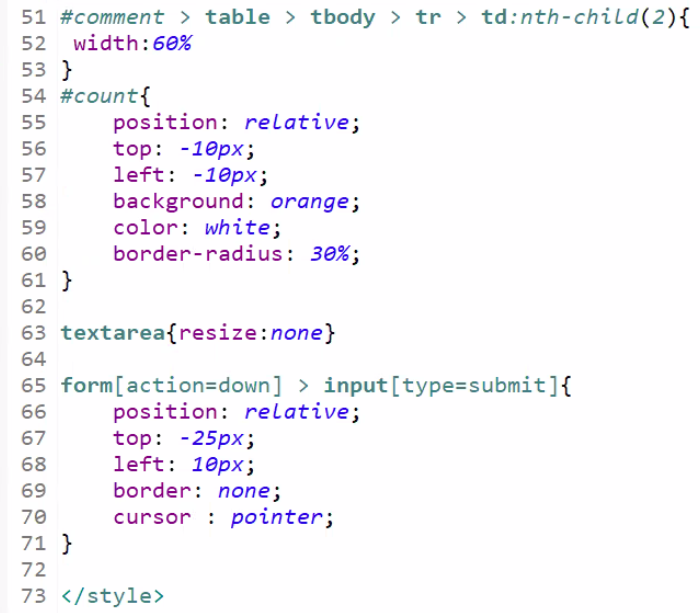 51 #comment > table > tbody > tr > td:nth-child(2){
52  width:60%
53 }
54 #count{
55     position: relative;
56     top: -10px;
57     left: -10px;
58     background: orange;
59     color: white;
60     border-radius: 30%;
61 }
62
63 textarea{resize:none}
64
65 form[action=down] > input[type=submit]{
66     position: relative;
67     top: -25px;
68     left: 10px;
69     border: none;
70     cursor : pointer;
71 }
72
73 </style>